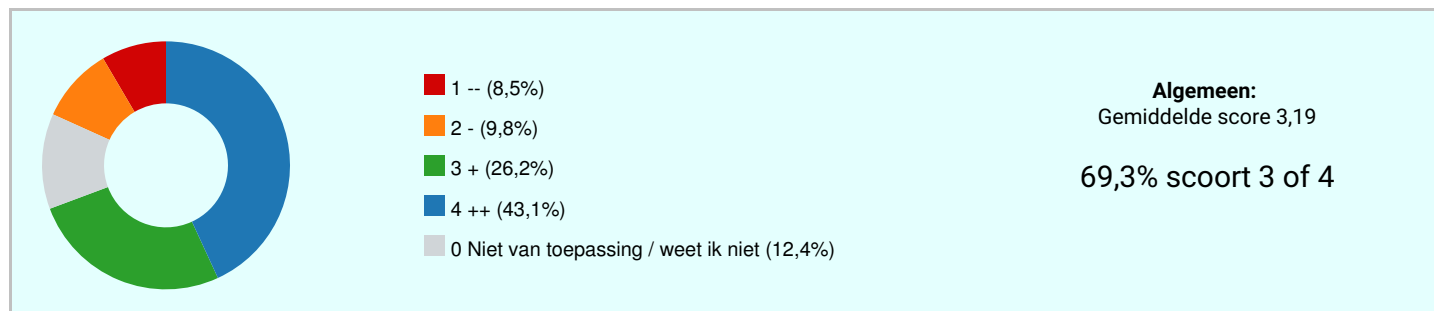 1 -- (8,5%)
2 - (9,8%)
3 + (26,2%)
4 ++ (43,1%)
0 Niet van toepassing / weet ik niet (12,4%)
Algemeen:
Gemiddelde score 3,19
69,3% scoort 3 of 4